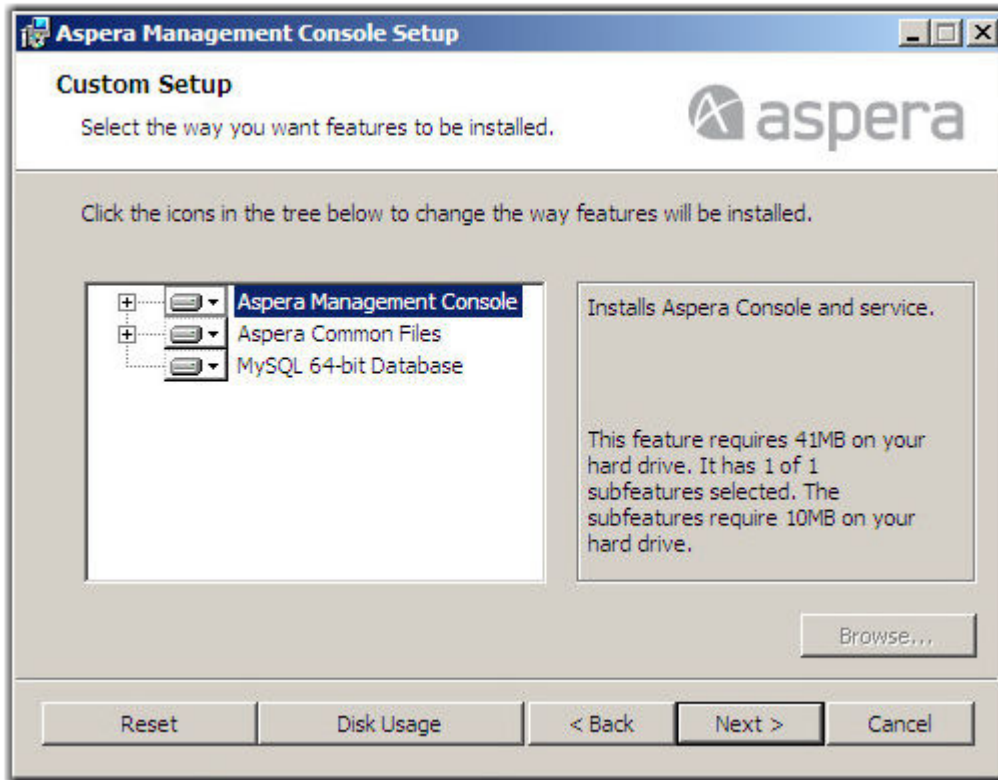 Aspera Management Console Setup
Custom Setup
Select the way you want features to be installed.
aspera
Click the icons in the tree below to change the way features will be installed.
Aspera Management Console
Aspera Common Files
MySQL 64-bit Database
Installs Aspera Console and service.
This feature requires 41MB on your
hard drive. It has 1 of 1
subfeatures selected. The
subfeatures require 10MB on your
hard drive.
Browse...
Reset
Disk Usage
< Back
Next >
Cancel